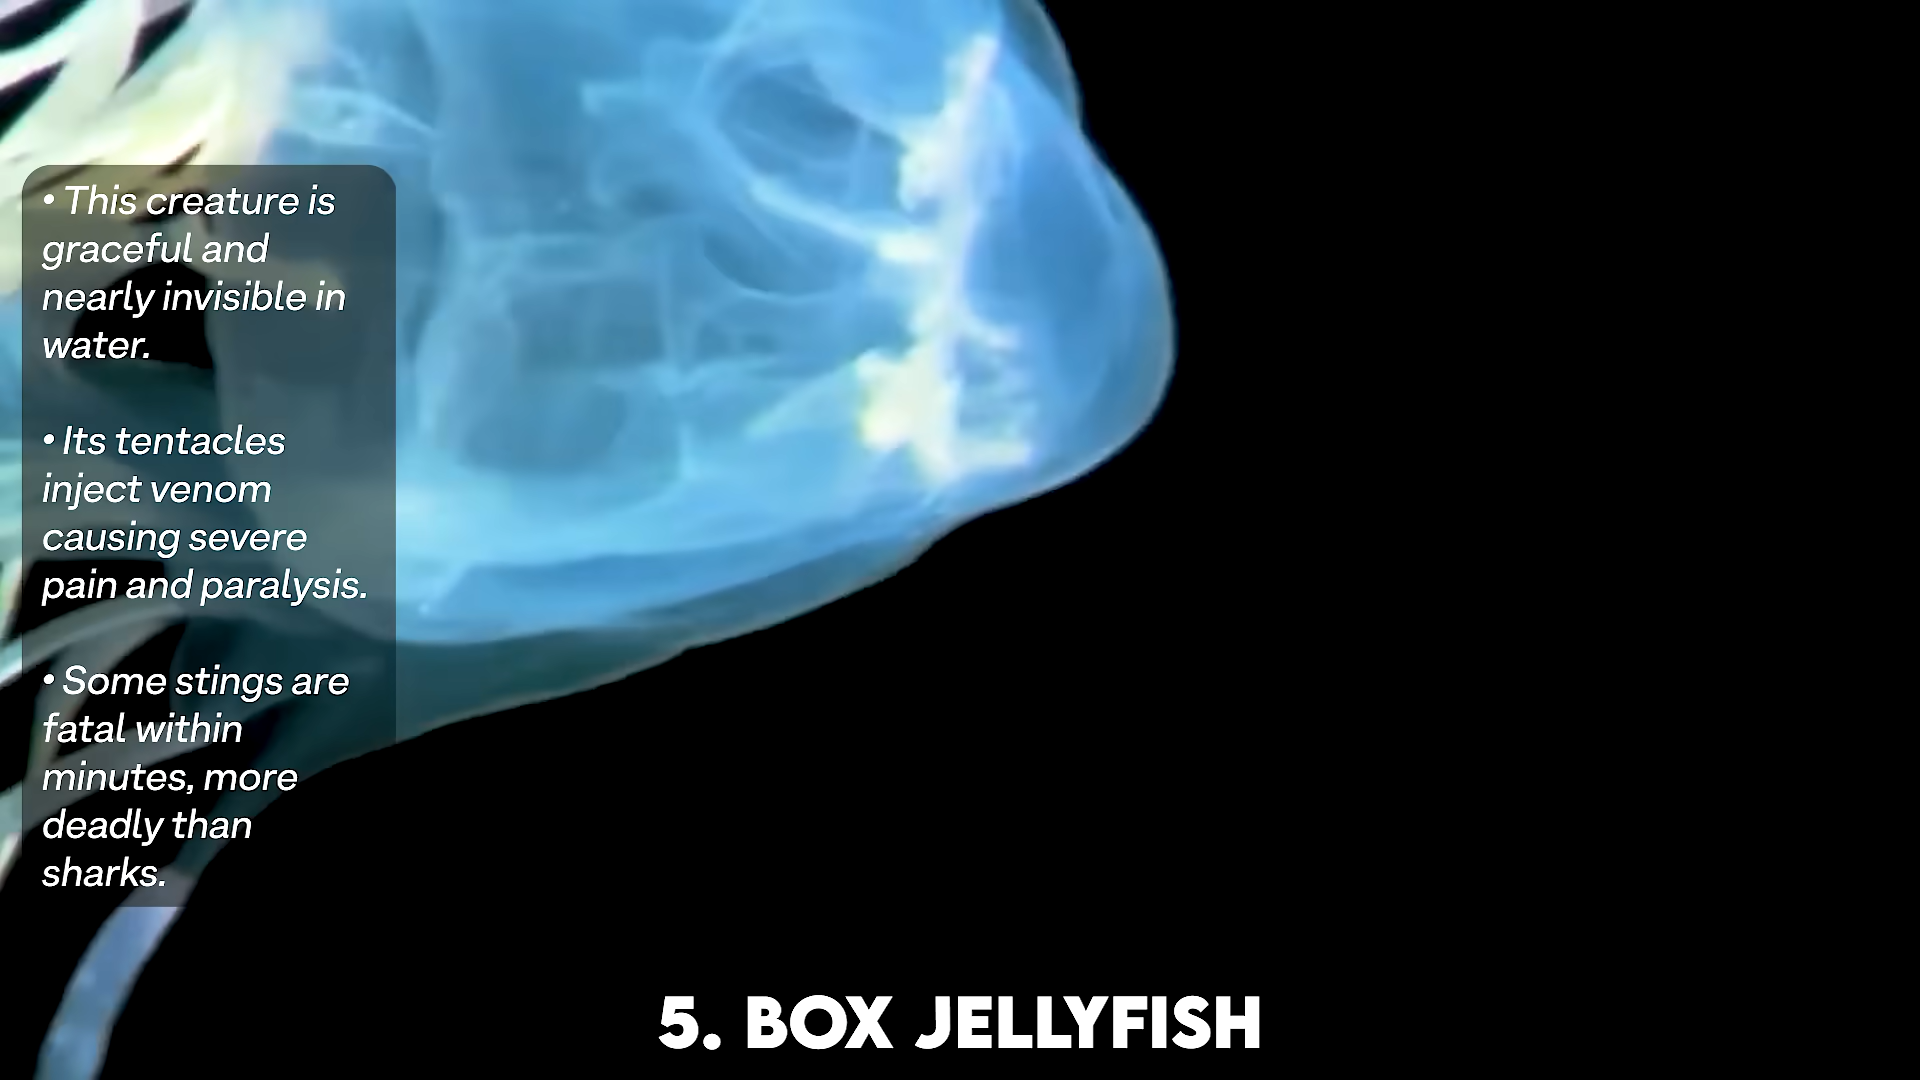 • This creature is
graceful and
nearly invisible in
water.
• Its tentacles
inject venom
causing severe
pain and paralysis.
• Some stings are
fatal within
minutes, more
deadly than
sharks.
5. BOX JELLYFISH